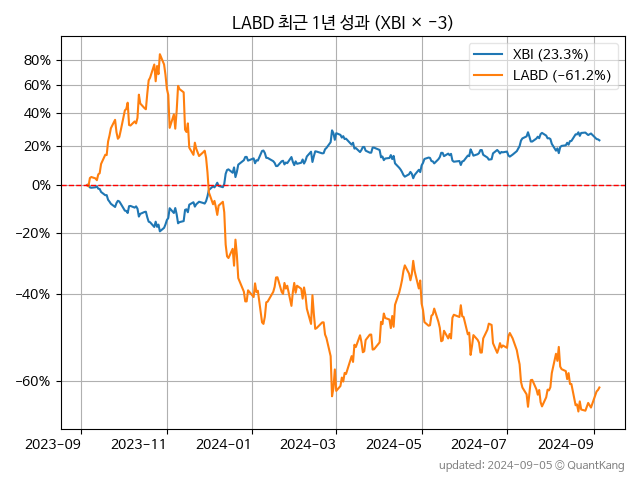 LABD 최근 1년 성과 (XBI × −3)
XBI (23.3%)
LABD (−61.2%)
80%
60%
40%
20%
0%
−20%
−40%
−60%
2023-09 2023-11 2024-01 2024-03 2024-05 2024-07 2024-09
updated: 2024-09-05 © QuantKang